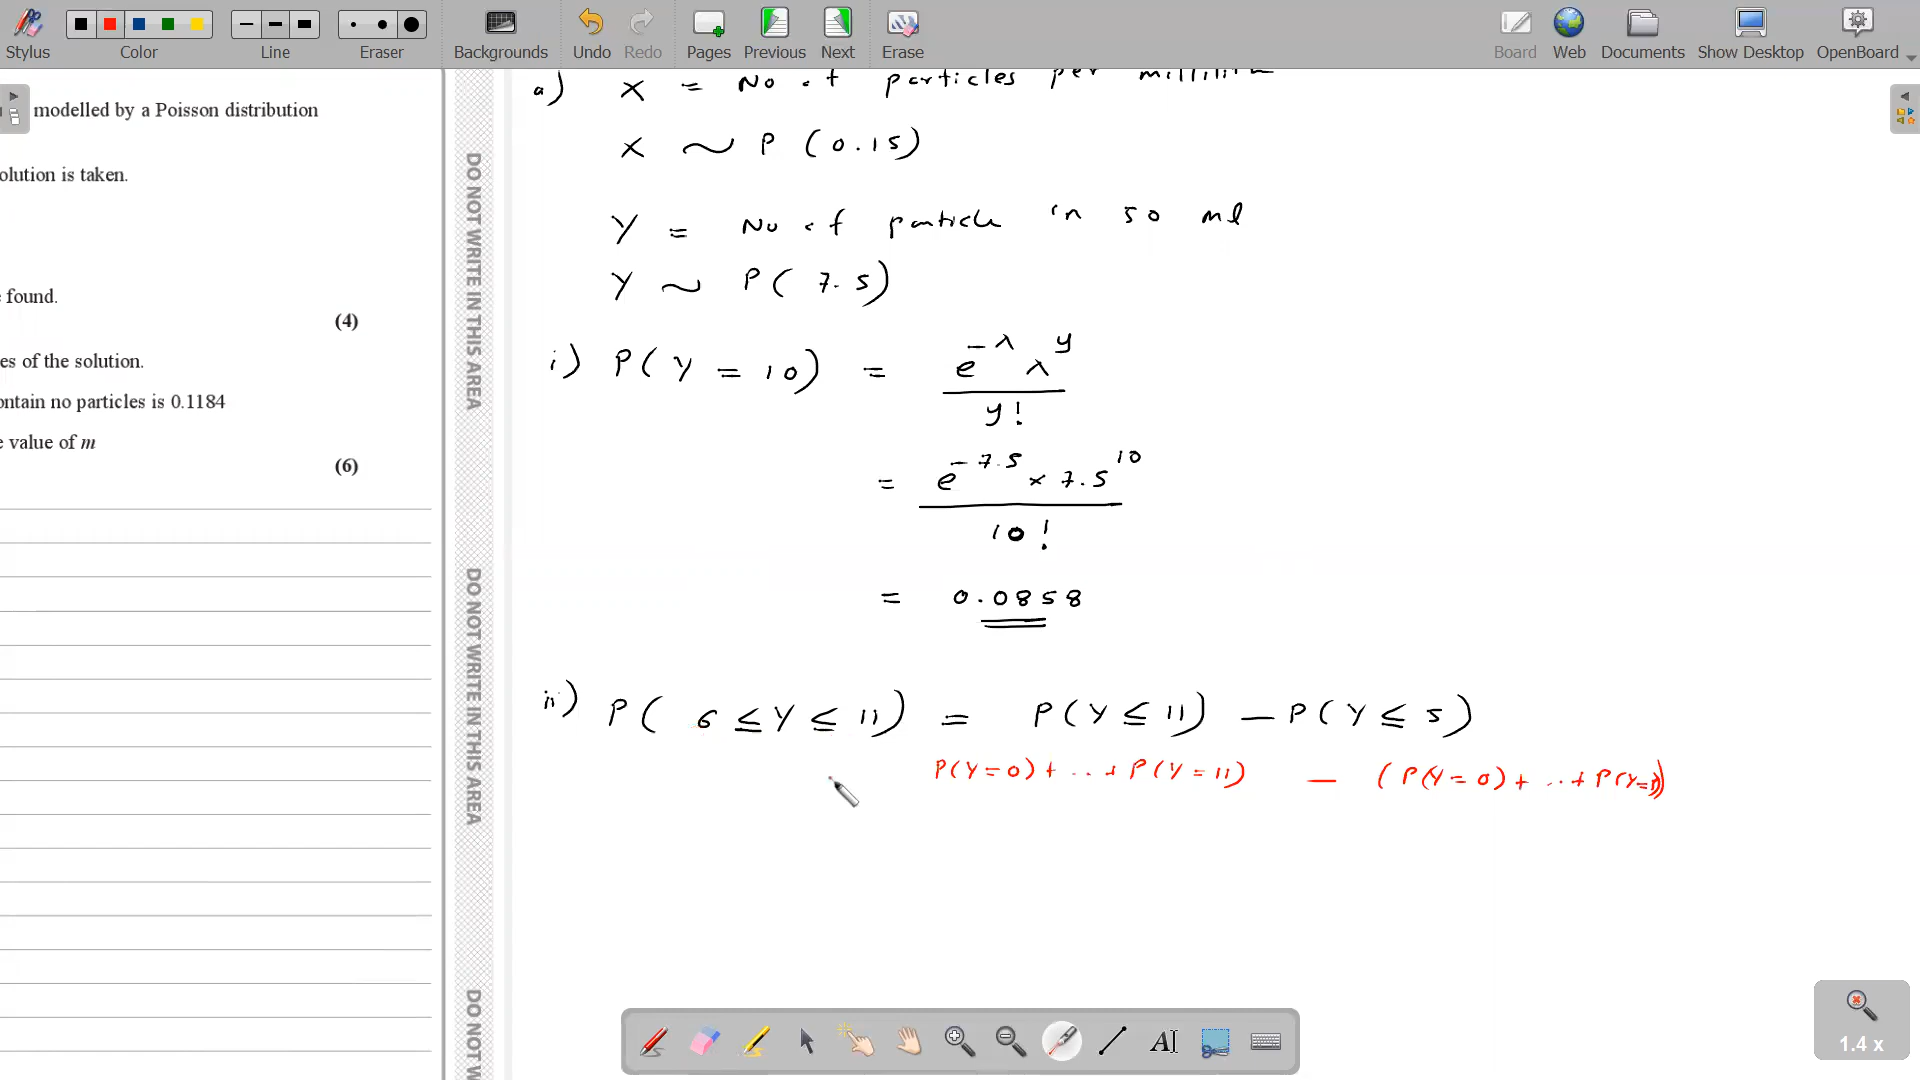 Stylus Color Line Eraser Backgrounds Undo Redo Pages Previous Next Erase Board Web Documents Show Desktop OpenBoard
modelled by a Poisson distribution
olution is taken.
found.
(4)
es of the solution.
ontain no particles is 0.1184
value of m
(6)
DO NOT WRITE IN THIS AREA
DO NOT WRITE IN THIS AREA
DO NOT W
a) X = No of particles per
X ~ P (0.15)
Y = No of particle in 50 ml
Y ~ P( 7.5)
i) P( Y = 10) = e^-λ λ^y / y!
= e^-7.5 × 7.5^10 / 10!
= 0.0858
ii) P( 6 ≤ Y ≤ 11) = P(Y ≤ 11) — P( Y ≤ 5)
P(Y=0)+ ..+ P(Y=11) — (P(Y=0)+ ..+ P(Y=
1.4 x